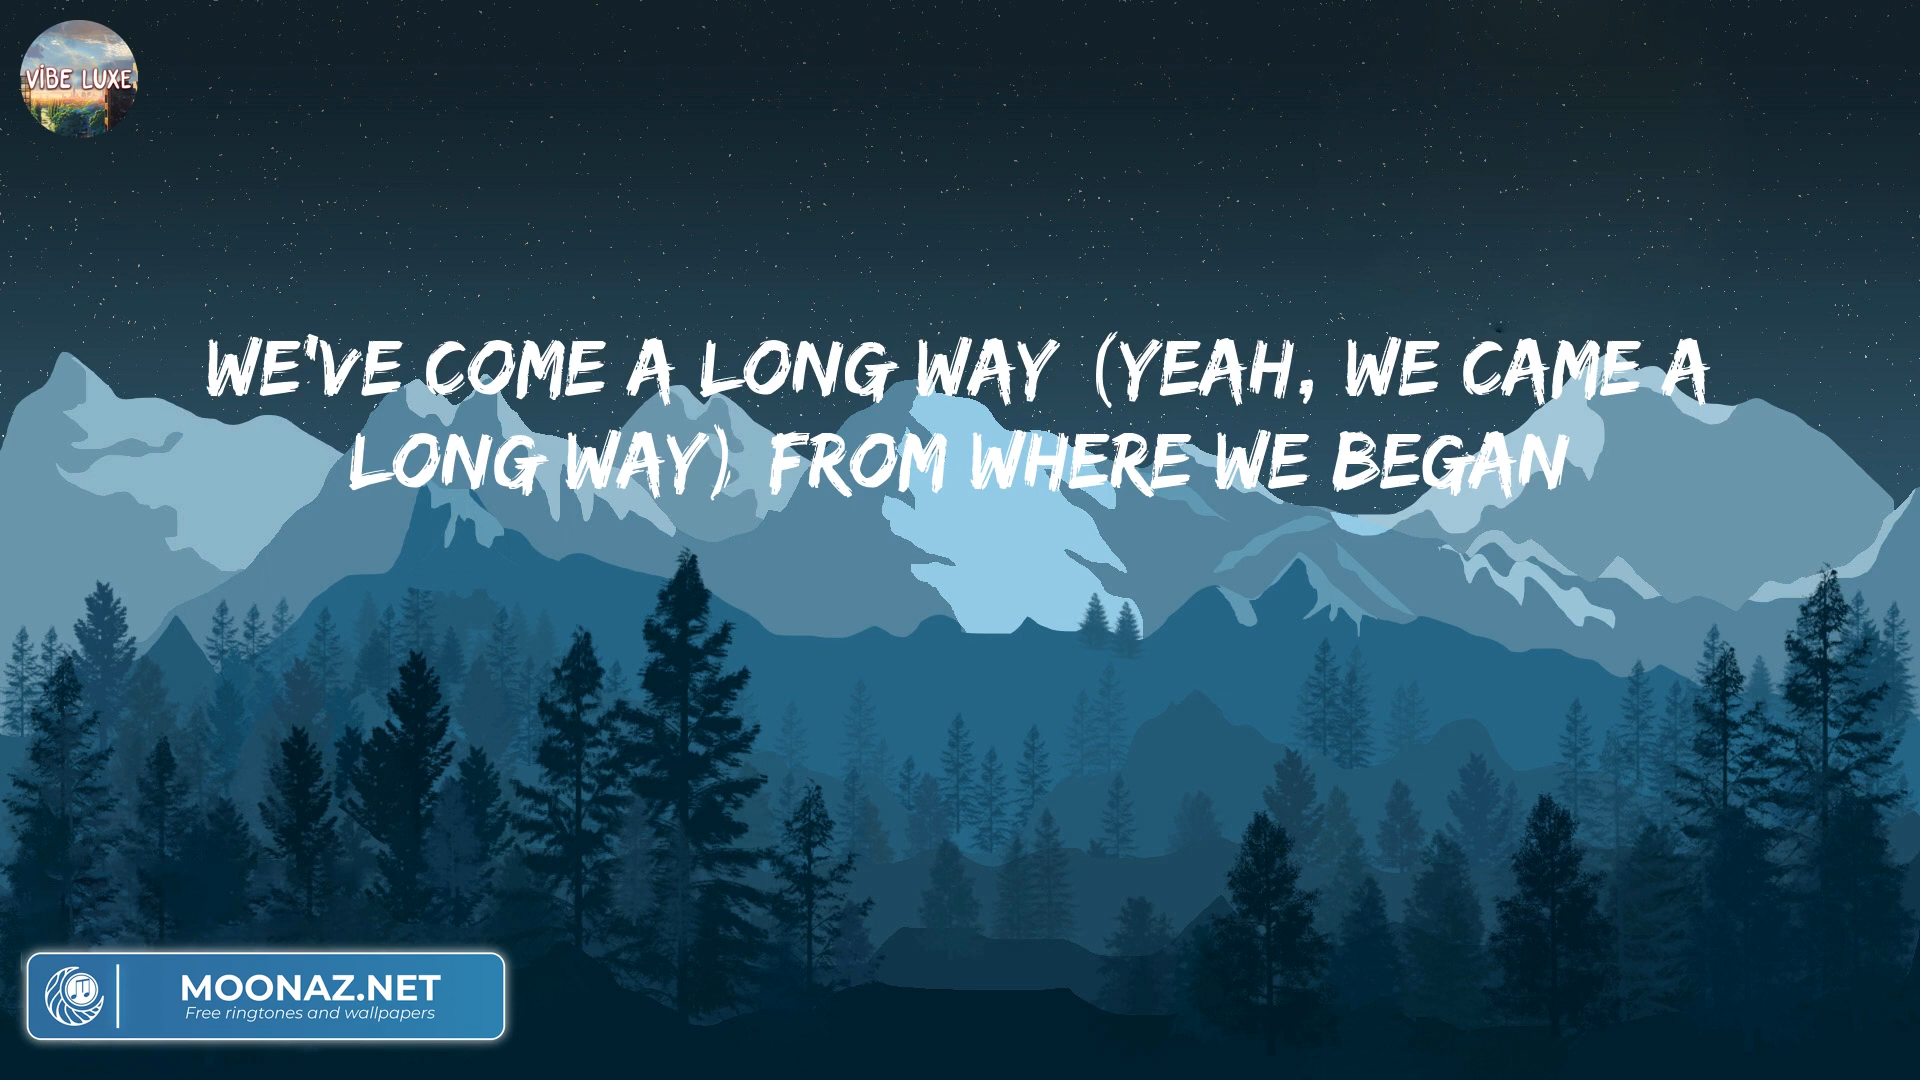 VIBE LUXE
WE'VE COME A LONG WAY (YEAH, WE CAME A
LONG WAY) FROM WHERE WE BEGAN
MOONAZ.NET
Free ringtones and wallpapers